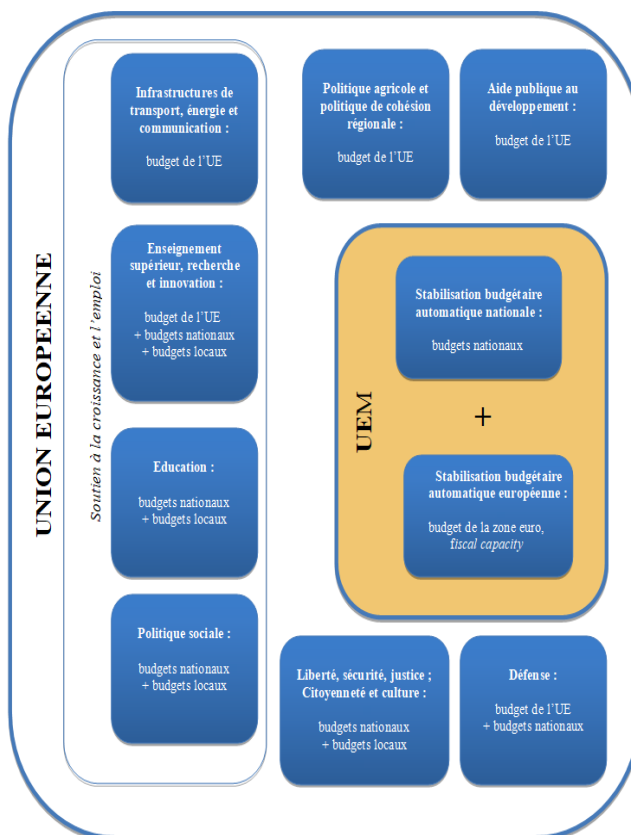 UNION EUROPEENNE
Soutien à la croissance et l'emploi
Infrastructures de
transport, énergie et
communication :
budget de l'UE
Enseignement
supérieur, recherche
et innovation :
budget de l'UE
+ budgets nationaux
+ budgets locaux
Education :
budgets nationaux
+ budgets locaux
Politique sociale :
budgets nationaux
+ budgets locaux
Politique agricole et
politique de cohésion
régionale :
budget de l'UE
Aide publique au
développement :
budget de l'UE
UEM
Stabilisation budgétaire
automatique nationale :
budgets nationaux
+
Stabilisation budgétaire
automatique européenne :
budget de la zone euro,
fiscal capacity
Liberté, sécurité, justice ;
Citoyenneté et culture :
budgets nationaux
+ budgets locaux
Défense :
budget de l'UE
+ budgets nationaux